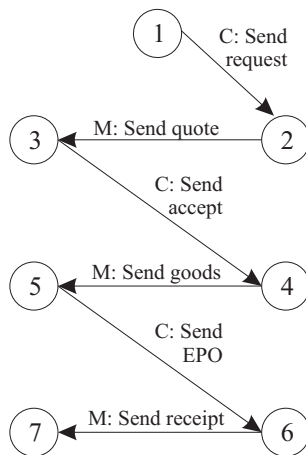 1
C: Send
request
3
M: Send quote
2
C: Send
accept
5
M: Send goods
4
C: Send
EPO
7
M: Send receipt
6